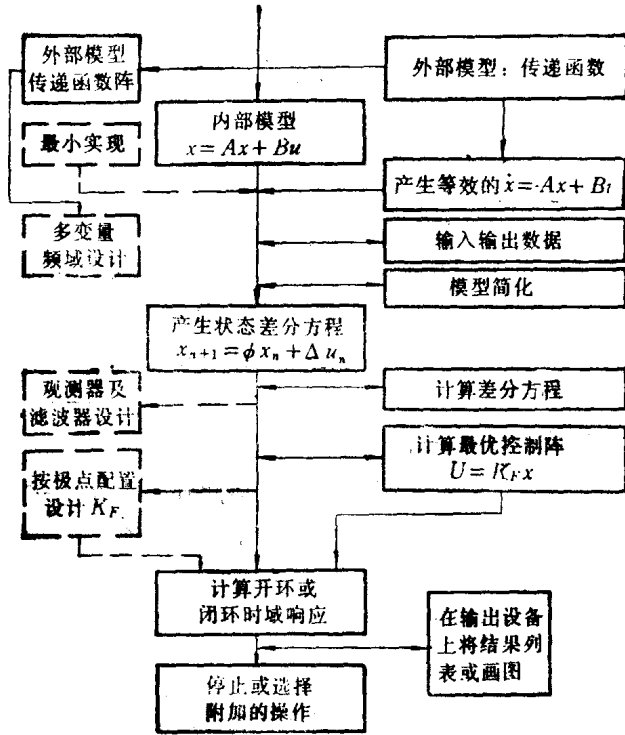 外部模型
传递函数阵
外部模型：传递函数
内部模型
x=Ax+Bu
最小实现
产生等效的ẋ=Ax+Bt
多变量
频域设计
输入输出数据
模型简化
产生状态差分方程
xₙ₊₁=ϕxₙ+Δuₙ
观测器及
滤波器设计
计算差分方程
计算最优控制阵
U=K_Fx
按极点配置
设计K_F
计算开环或
闭环时域响应
在输出设备
上将结果列
表或画图
停止或选择
附加的操作